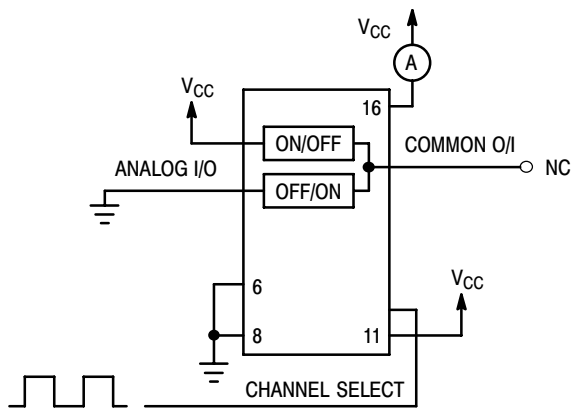 VCC
A
16
VCC
ON/OFF
COMMON O/I
NC
ANALOG I/O
OFF/ON
6
VCC
8
11
CHANNEL SELECT